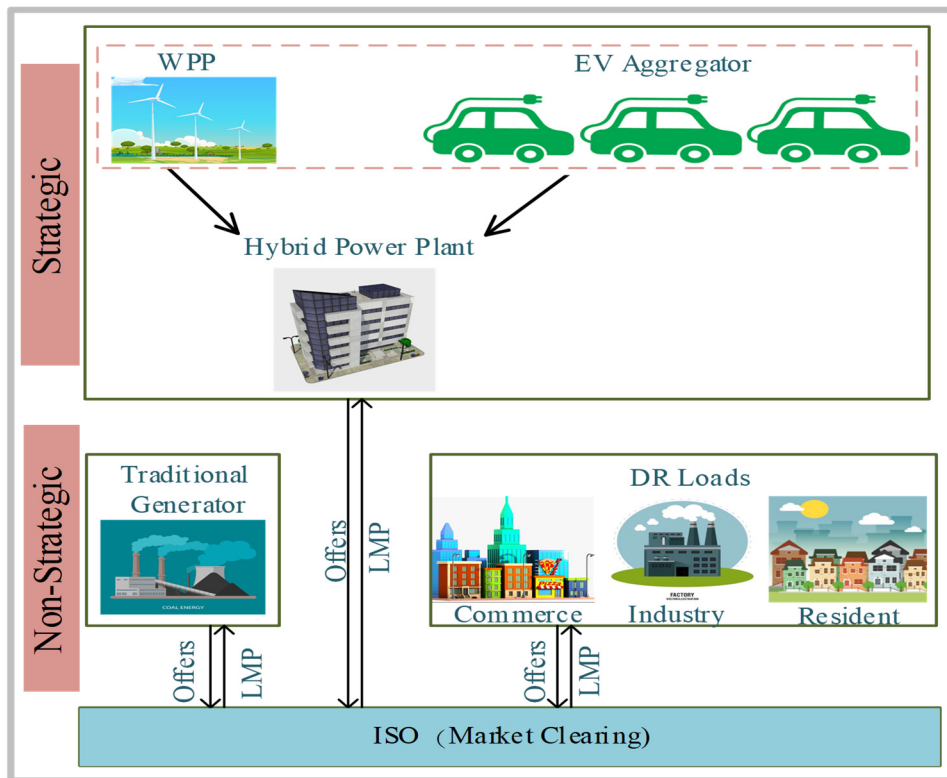 Strategic
WPP
EV Aggregator
Hybrid Power Plant
Non-Strategic
Traditional
Generator
COAL ENERGY
Offers
LMP
DR Loads
FACTORY
Commerce
Industry
Resident
Offers
LMP
Offers
LMP
ISO （Market Clearing)